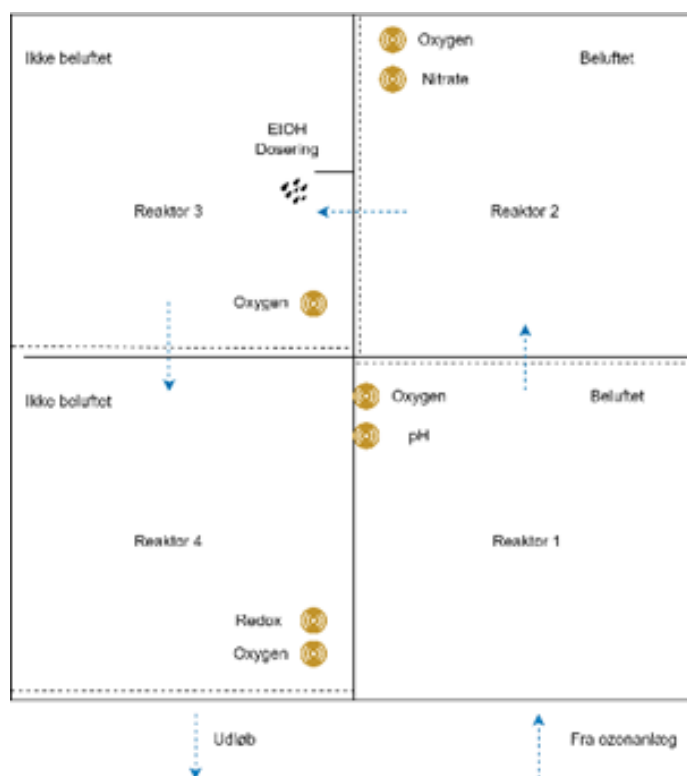 Ikke beluftet
Oxygen
Nitrate
Beluftet
EtOH
Dosering
Reaktor 3
Reaktor 2
Oxygen
Ikke beluftet
Oxygen
pH
Beluftet
Reaktor 4
Reaktor 1
Redox
Oxygen
Udløb
Fra ozonanlæg